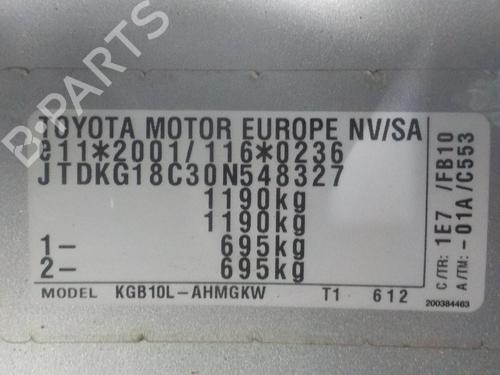 B-PARTS
TOYOTA MOTOR EUROPE NV/SA
e11*2001/116*0236
JTDKG18C30N548327
1190kg
1190kg
1- 695kg
2- 695kg
MODEL KGB10L-AHMGKW T1 612
C/TR: 1E7 /FB10
A/TM: -01A /C553
200384463